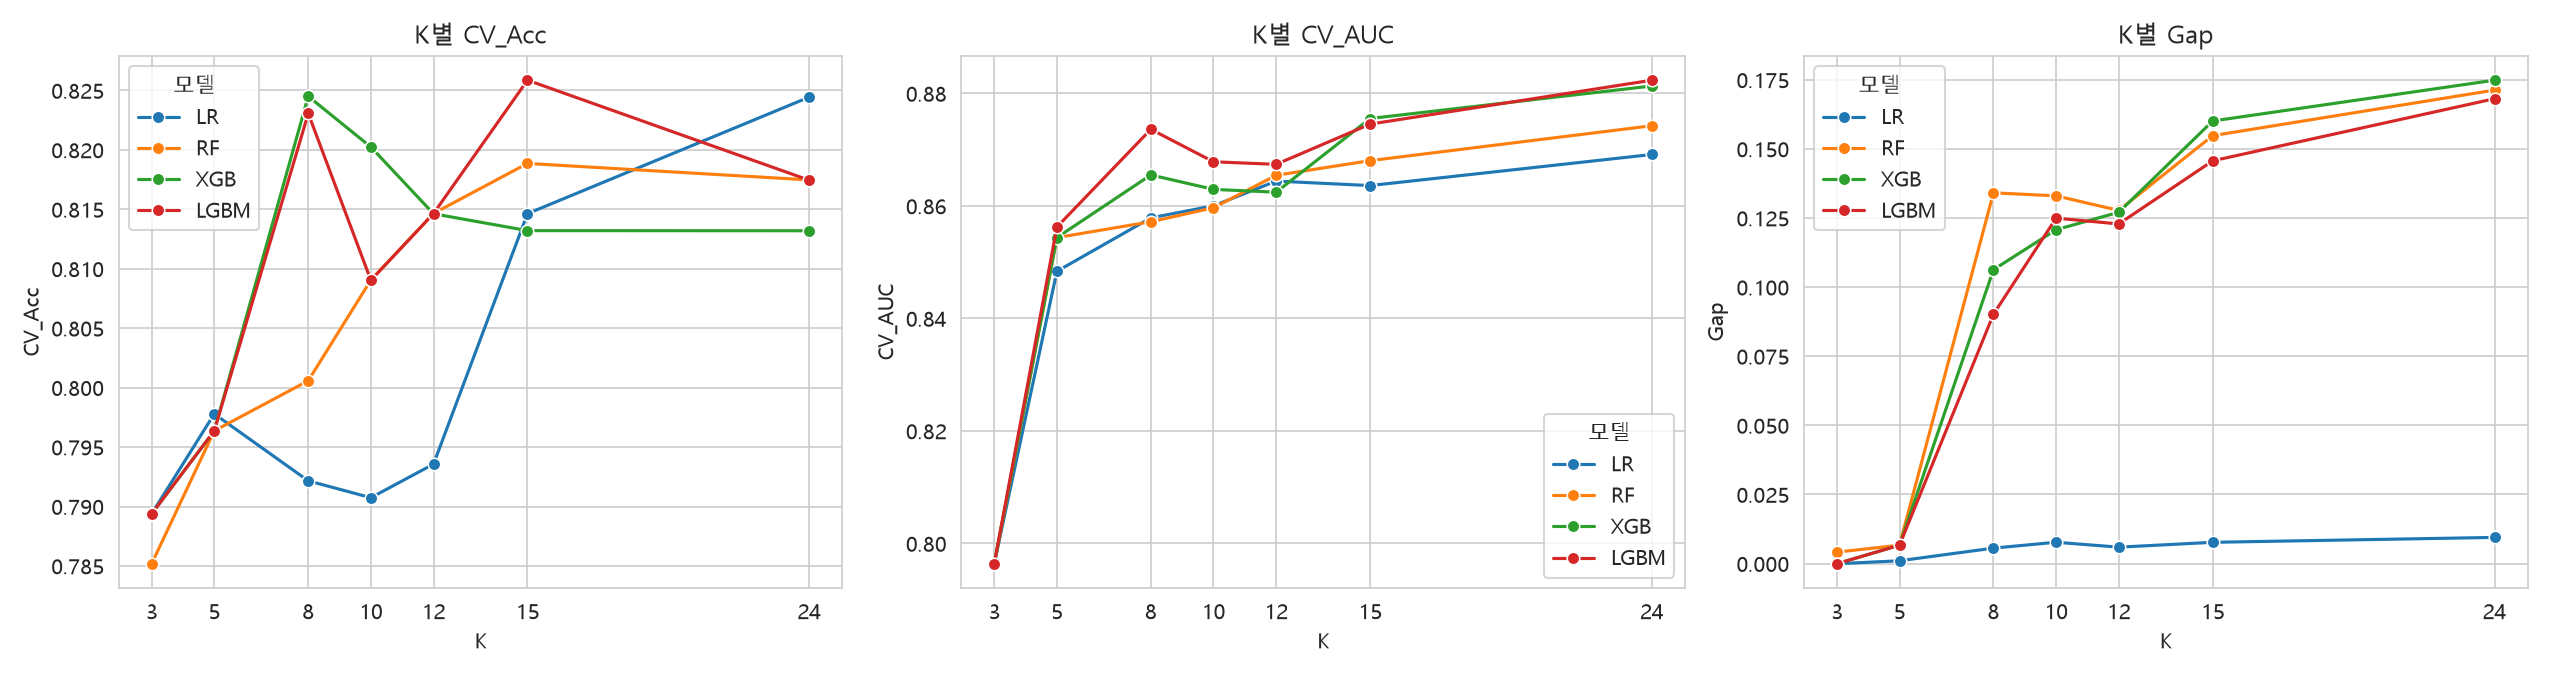 K별 CV_Acc
모델
LR
RF
XGB
LGBM
0.825
0.820
0.815
0.810
0.805
0.800
0.795
0.790
0.785
CV_Acc
3 5 8 10 12 15 24
K
K별 CV_AUC
0.88
0.86
0.84
0.82
0.80
CV_AUC
모델
LR
RF
XGB
LGBM
3 5 8 10 12 15 24
K
K별 Gap
모델
LR
RF
XGB
LGBM
0.175
0.150
0.125
0.100
0.075
0.050
0.025
0.000
Gap
3 5 8 10 12 15 24
K